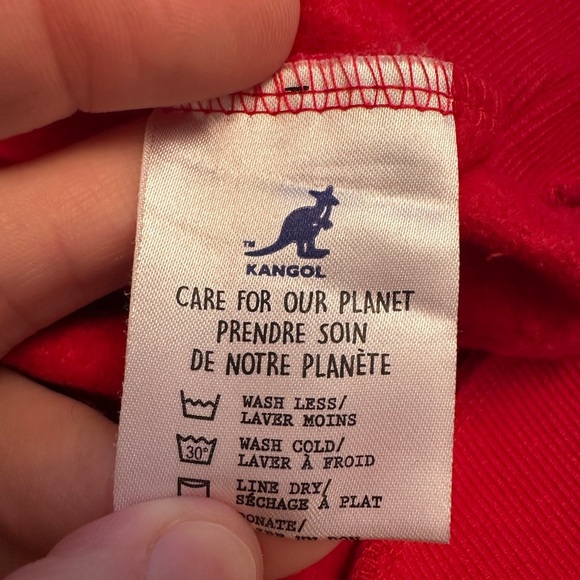 ™
KANGOL
CARE FOR OUR PLANET
PRENDRE SOIN
DE NOTRE PLANÈTE
WASH LESS/
LAVER MOINS
30°
WASH COLD/
LAVER À FROID
LINE DRY/
SÉCHAGE À PLAT